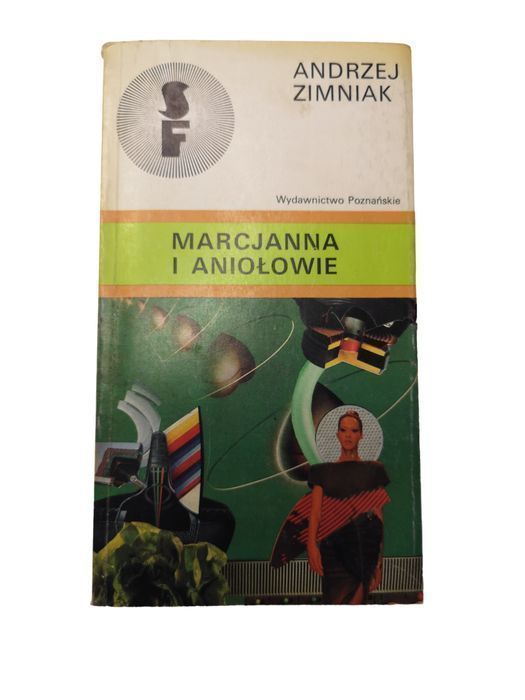 SF
ANDRZEJ
ZIMNIAK
Wydawnictwo Poznańskie
MARCJANNA
I ANIOŁOWIE